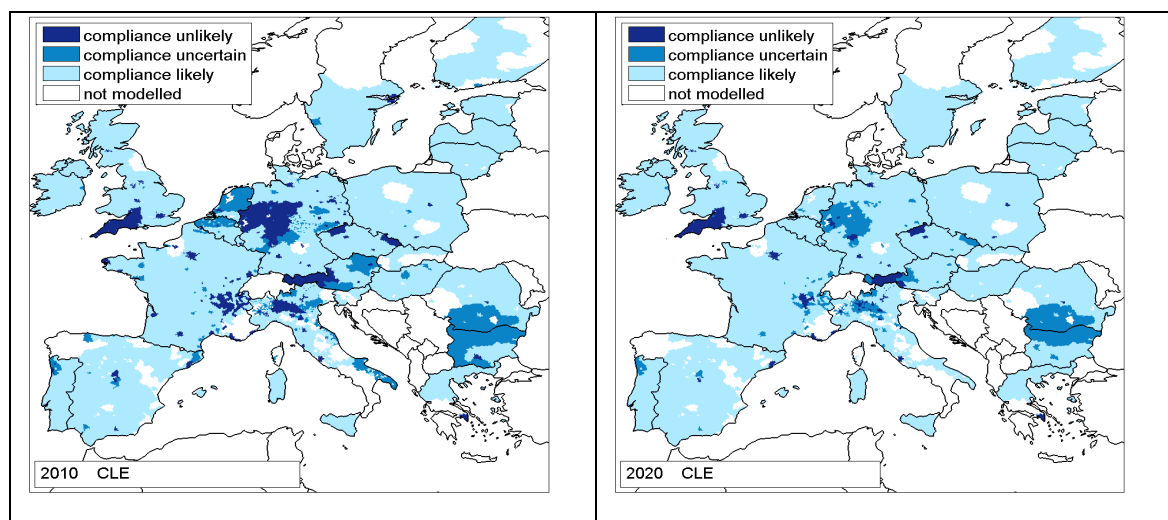 compliance unlikely
compliance uncertain
compliance likely
not modelled
2010 CLE
compliance unlikely
compliance uncertain
compliance likely
not modelled
2020 CLE